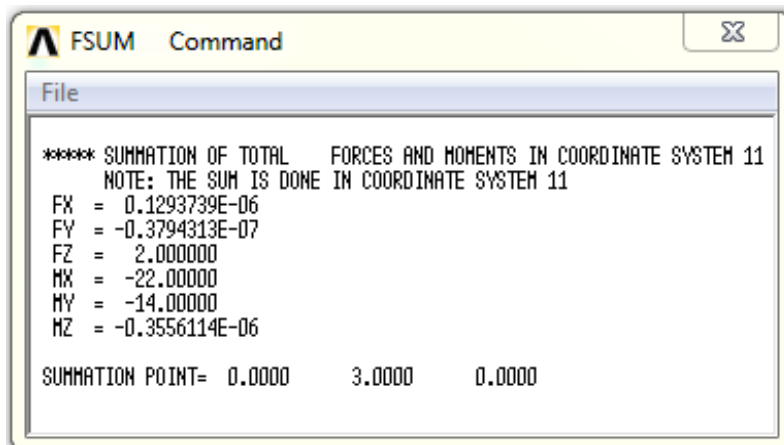 FSUM Command
File
***** SUMMATION OF TOTAL FORCES AND MOMENTS IN COORDINATE SYSTEM 11
NOTE: THE SUM IS DONE IN COORDINATE SYSTEM 11
FX = 0.1293739E-06
FY = -0.3794313E-07
FZ = 2.000000
MX = -22.00000
MY = -14.00000
MZ = -0.3556114E-06
SUMMATION POINT= 0.0000 3.0000 0.0000